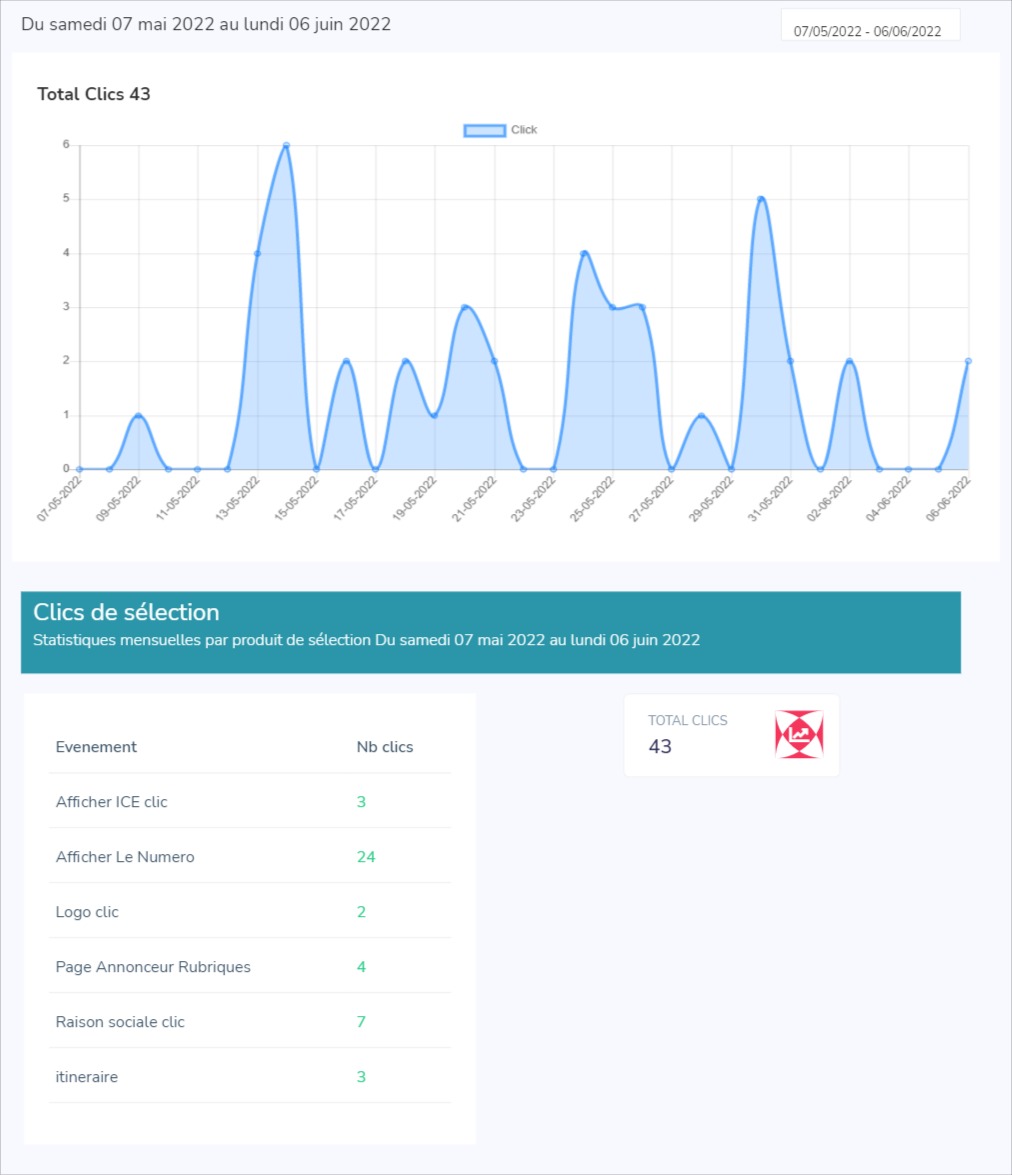 Du samedi 07 mai 2022 au lundi 06 juin 2022
07/05/2022 - 06/06/2022
Total Clics 43
Click
6
5
4
3
2
1
0
07-05-2022
09-05-2022
11-05-2022
13-05-2022
15-05-2022
17-05-2022
19-05-2022
21-05-2022
23-05-2022
25-05-2022
27-05-2022
29-05-2022
31-05-2022
02-06-2022
04-06-2022
06-06-2022
Clics de sélection
Statistiques mensuelles par produit de sélection Du samedi 07 mai 2022 au lundi 06 juin 2022
Evenement Nb clics
Afficher ICE clic 3
Afficher Le Numero 24
Logo clic 2
Page Annonceur Rubriques 4
Raison sociale clic 7
itineraire 3
TOTAL CLICS
43